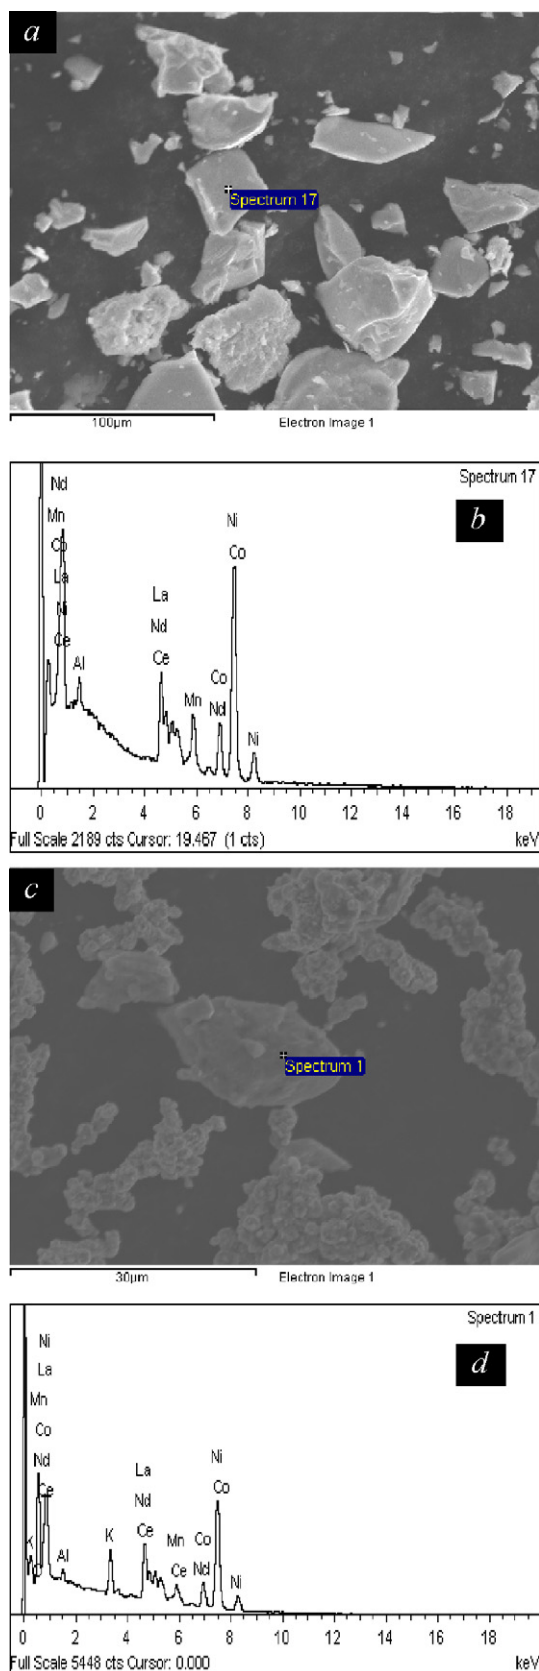 a
Spectrum 17
100µm Electron Image 1
Spectrum 17
b
Nd
Mn
Co
La
Ni
Ce
Al
La
Nd
Ce
Mn
Co
Nd
Ni
Co
Ni
0 2 4 6 8 10 12 14 16 18
Full Scale 2189 cts Cursor: 19.467 (1 cts) keV
c
Spectrum 1
30µm Electron Image 1
Spectrum 1
d
Ni
La
Mn
Co
Nd
Ce
K
Al
K
La
Nd
Ce
Mn
Ce
Co
Nd
Ni
Co
Ni
0 2 4 6 8 10 12 14 16 18
Full Scale 5448 cts Cursor: 0.000 keV